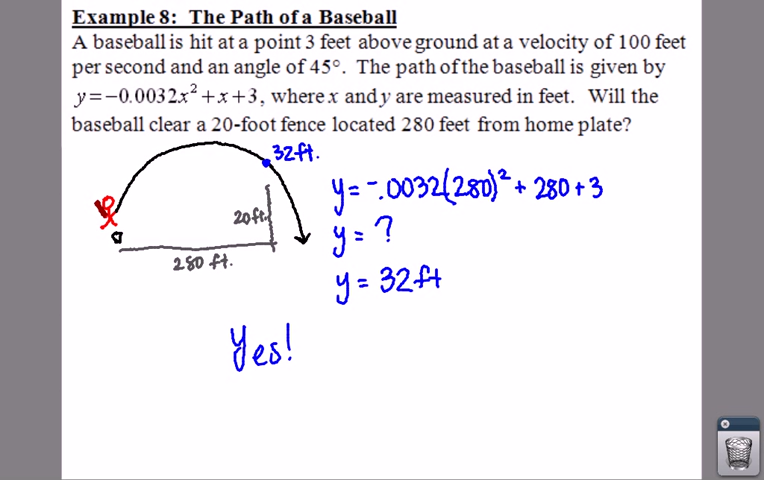 Example 8: The Path of a Baseball
A baseball is hit at a point 3 feet above ground at a velocity of 100 feet
per second and an angle of 45°. The path of the baseball is given by
y=−0.0032x²+x+3, where x and y are measured in feet. Will the
baseball clear a 20-foot fence located 280 feet from home plate?
32ft.
y=-.0032(280)²+280+3
20ft.
y= ?
280 ft.
y= 32ft
Yes!